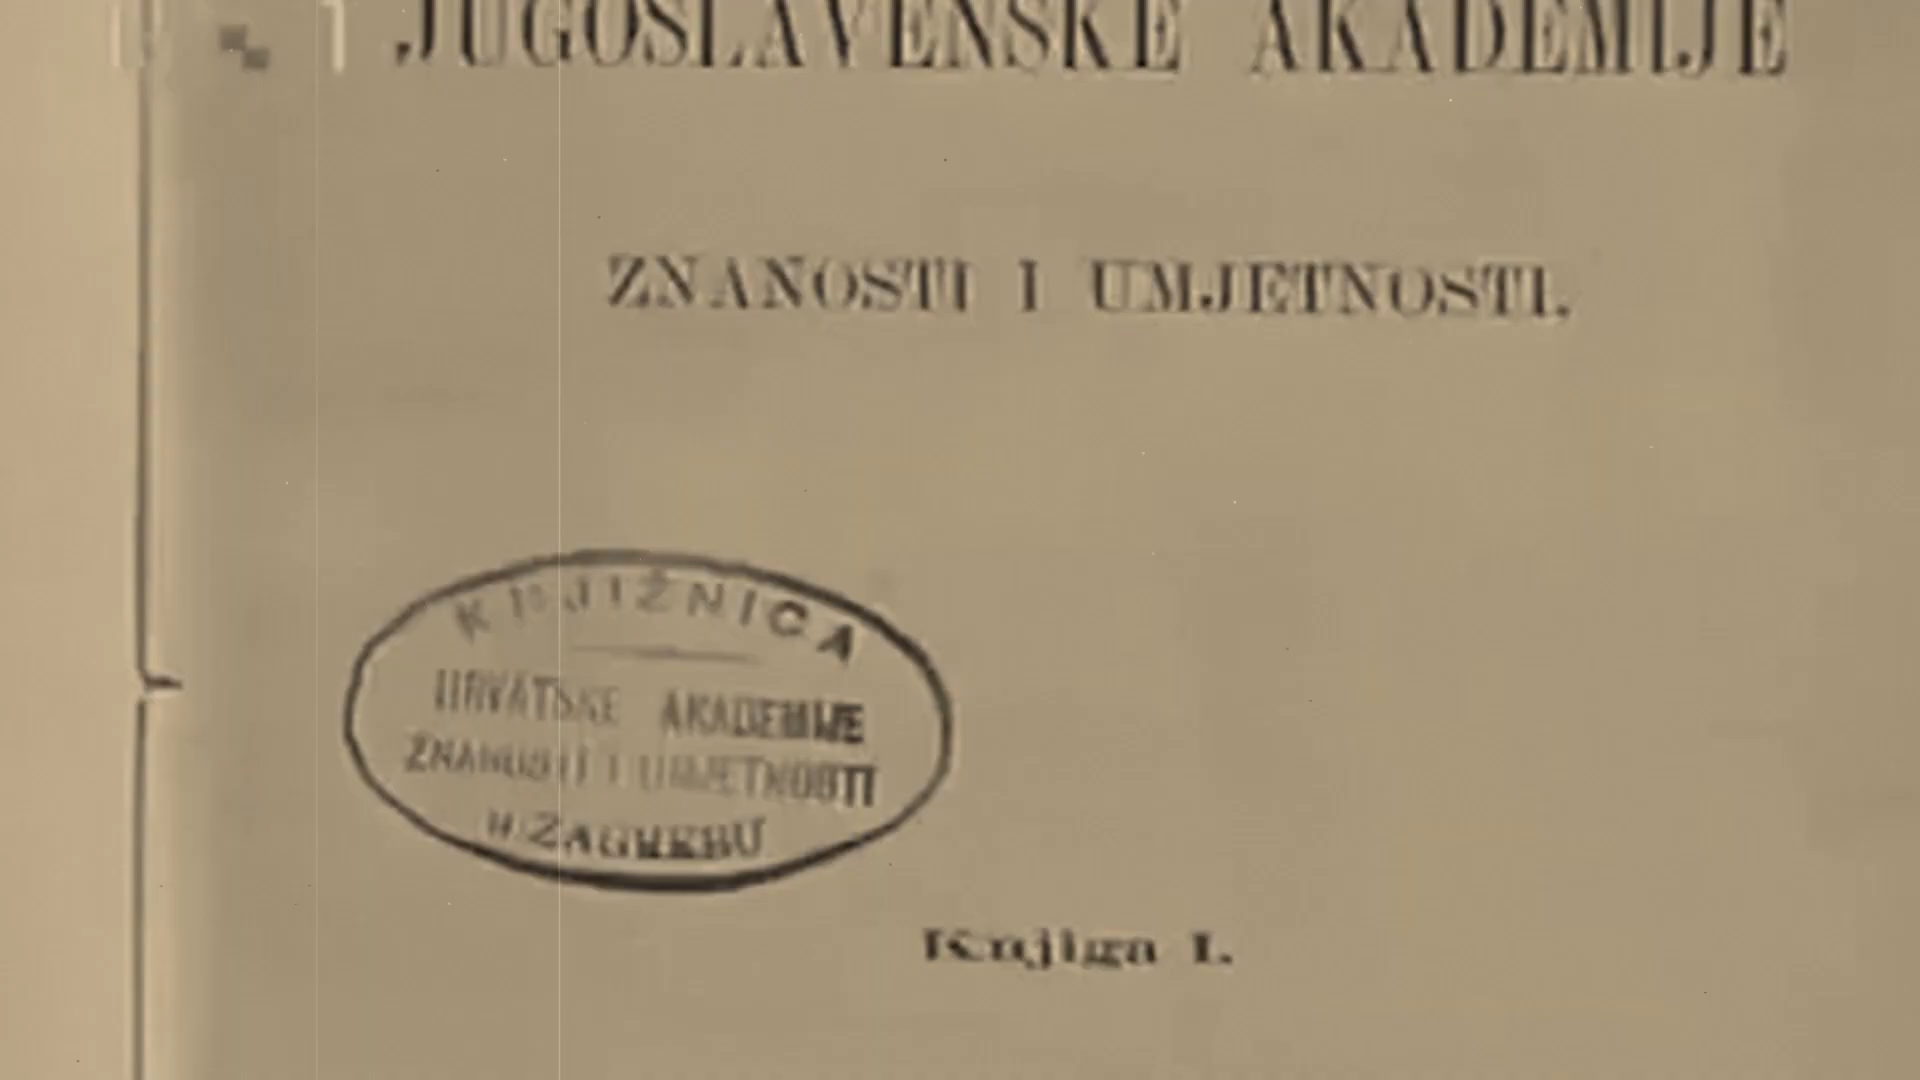 JUGOSLAVENSKE AKADEMIJE
ZNANOSTI I UMJETNOSTI.
KNJIŽNICA
HRVATSKE AKADEMIJE
ZNANOSTI I UMJETNOSTI
U ZAGREBU
Knjiga I.